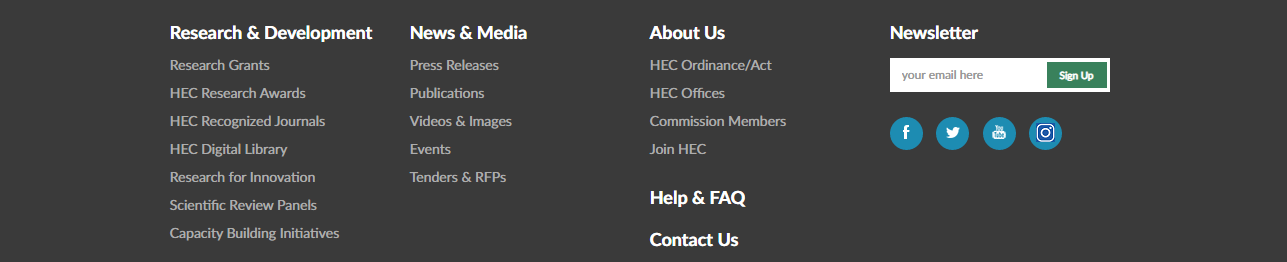 Research & Development
Research Grants
HEC Research Awards
HEC Recognized Journals
HEC Digital Library
Research for Innovation
Scientific Review Panels
Capacity Building Initiatives
News & Media
Press Releases
Publications
Videos & Images
Events
Tenders & RFPs
About Us
HEC Ordinance/Act
HEC Offices
Commission Members
Join HEC
Help & FAQ
Contact Us
Newsletter
your email here
Sign Up